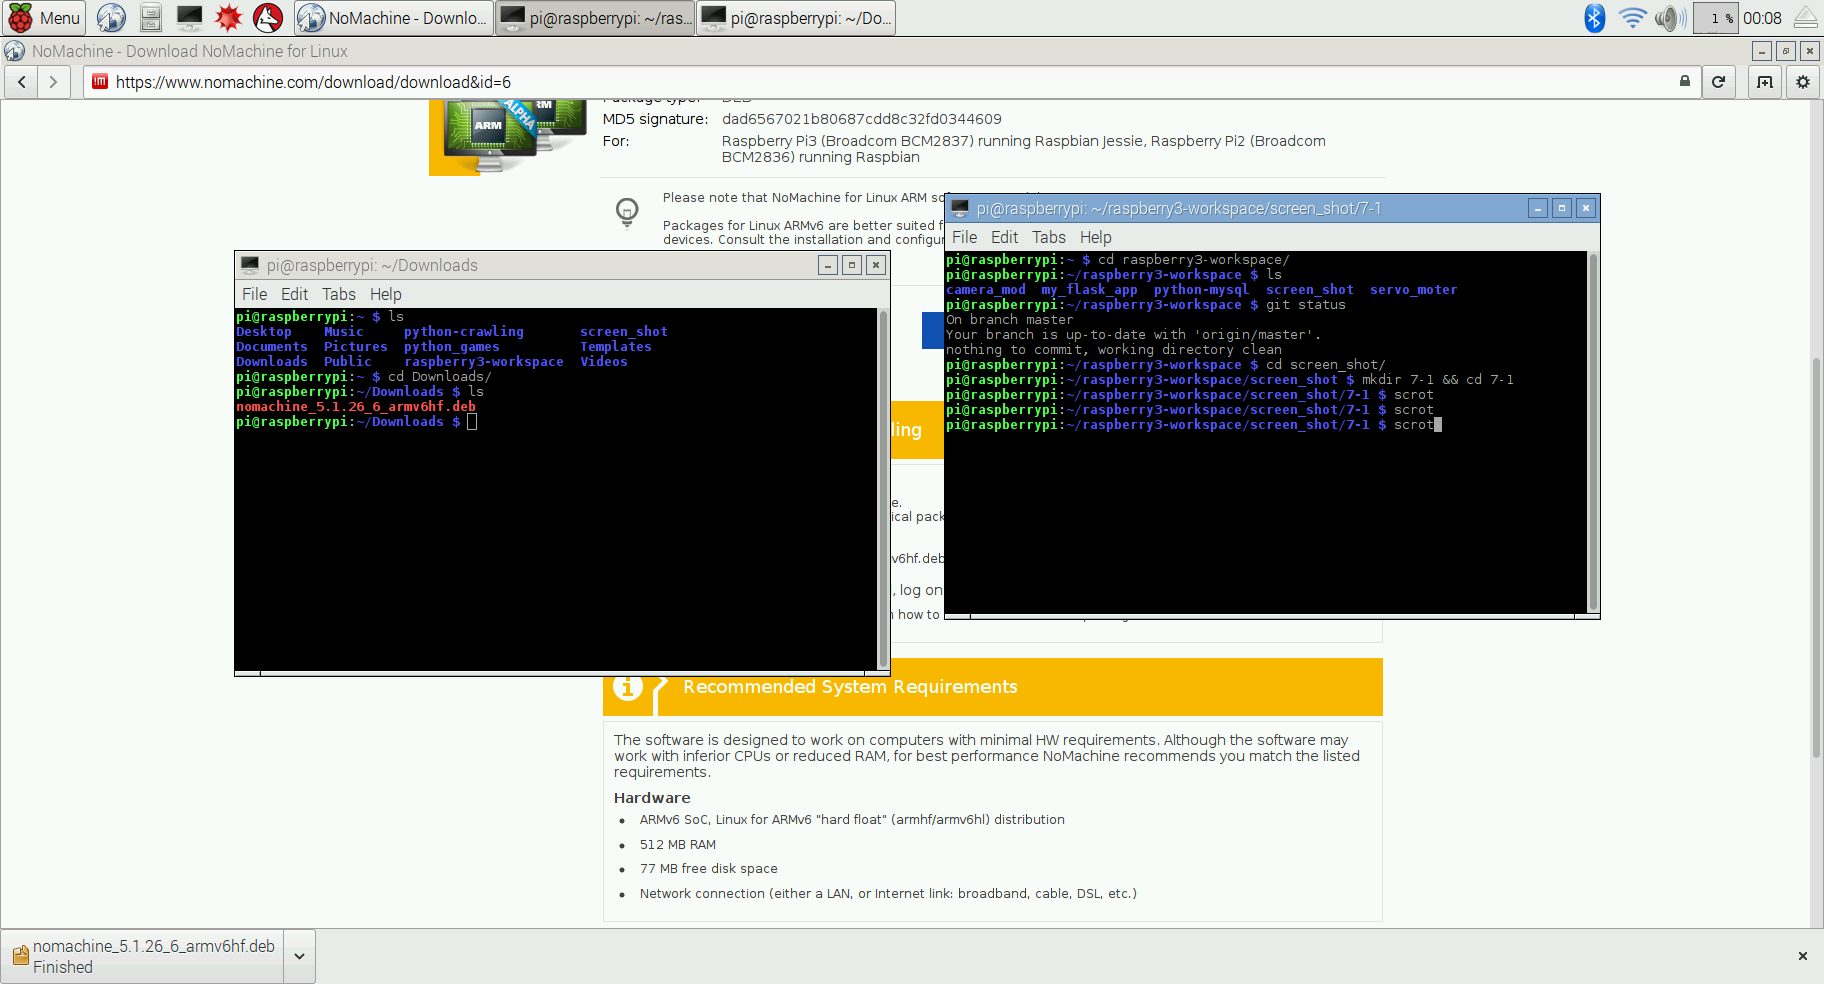 Menu
NoMachine - Downlo...
pi@raspberrypi: ~/ras...
pi@raspberrypi: ~/Do...
1 %
00:08
NoMachine - Download NoMachine for Linux
https://www.nomachine.com/download/download&id=6
ARM
ALPHA
MD5 signature: dad6567021b80687cdd8c32fd0344609
For: Raspberry Pi3 (Broadcom BCM2837) running Raspbian Jessie, Raspberry Pi2 (Broadcom
BCM2836) running Raspbian
Please note that NoMachine for Linux ARM
Packages for Linux ARMv6 are better suited
devices. Consult the installation and
pi@raspberrypi: ~/Downloads
File Edit Tabs Help
pi@raspberrypi:~ $ ls
Desktop Music python-crawling screen_shot
Documents Pictures python_games Templates
Downloads Public raspberry3-workspace Videos
pi@raspberrypi:~ $ cd Downloads/
pi@raspberrypi:~/Downloads $ ls
nomachine_5.1.26_6_armv6hf.deb
pi@raspberrypi:~/Downloads $
pi@raspberrypi: ~/raspberry3-workspace/screen_shot/7-1
File Edit Tabs Help
pi@raspberrypi:~ $ cd raspberry3-workspace/
pi@raspberrypi:~/raspberry3-workspace $ ls
camera_mod my_flask_app python-mysql screen_shot servo_moter
pi@raspberrypi:~/raspberry3-workspace $ git status
On branch master
Your branch is up-to-date with 'origin/master'.
nothing to commit, working directory clean
pi@raspberrypi:~/raspberry3-workspace $ cd screen_shot/
pi@raspberrypi:~/raspberry3-workspace/screen_shot $ mkdir 7-1 && cd 7-1
pi@raspberrypi:~/raspberry3-workspace/screen_shot/7-1 $ scrot
pi@raspberrypi:~/raspberry3-workspace/screen_shot/7-1 $ scrot
pi@raspberrypi:~/raspberry3-workspace/screen_shot/7-1 $ scrot
ling
e.
ical pack
v6hf.deb
, log on
how to
Recommended System Requirements
The software is designed to work on computers with minimal HW requirements. Although the software may
work with inferior CPUs or reduced RAM, for best performance NoMachine recommends you match the listed
requirements.
Hardware
• ARMv6 SoC, Linux for ARMv6 "hard float" (armhf/armv6hl) distribution
• 512 MB RAM
• 77 MB free disk space
• Network connection (either a LAN, or Internet link: broadband, cable, DSL, etc.)
nomachine_5.1.26_6_armv6hf.deb
Finished